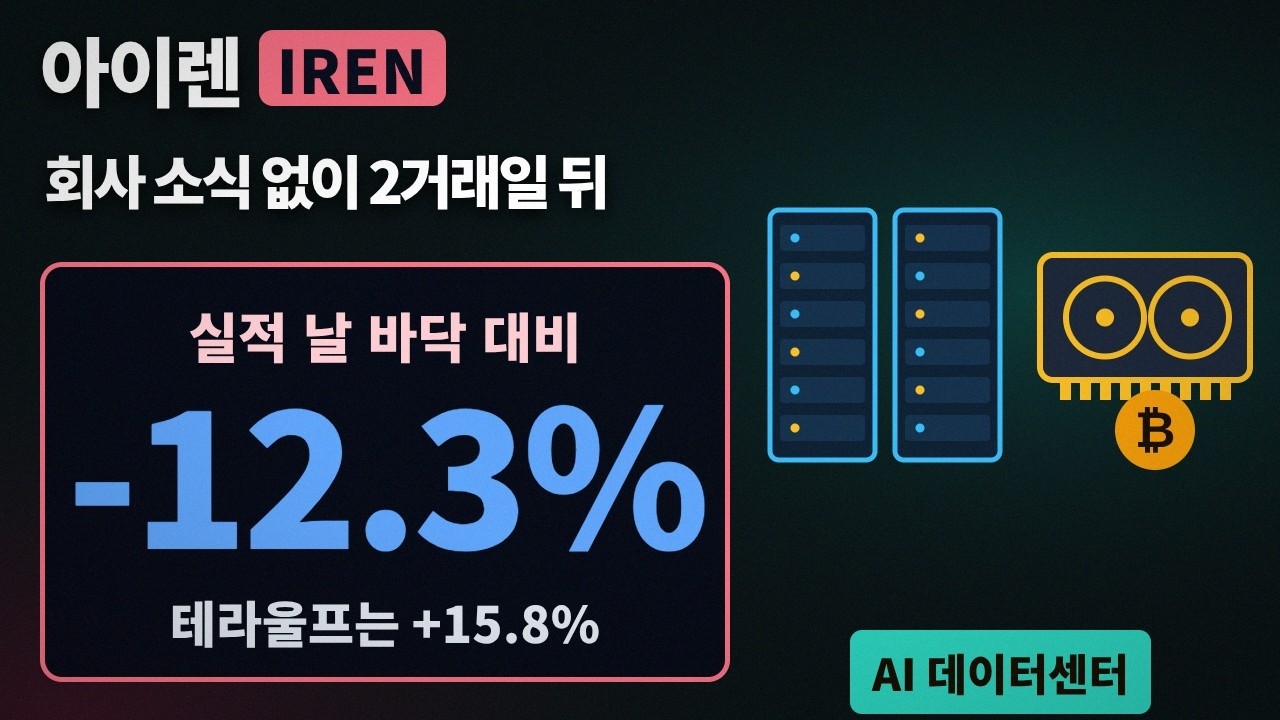 아이렌 IREN
회사 소식 없이 2거래일 뒤
실적 날 바닥 대비
-12.3%
테라울프는 +15.8%
₿
AI 데이터센터